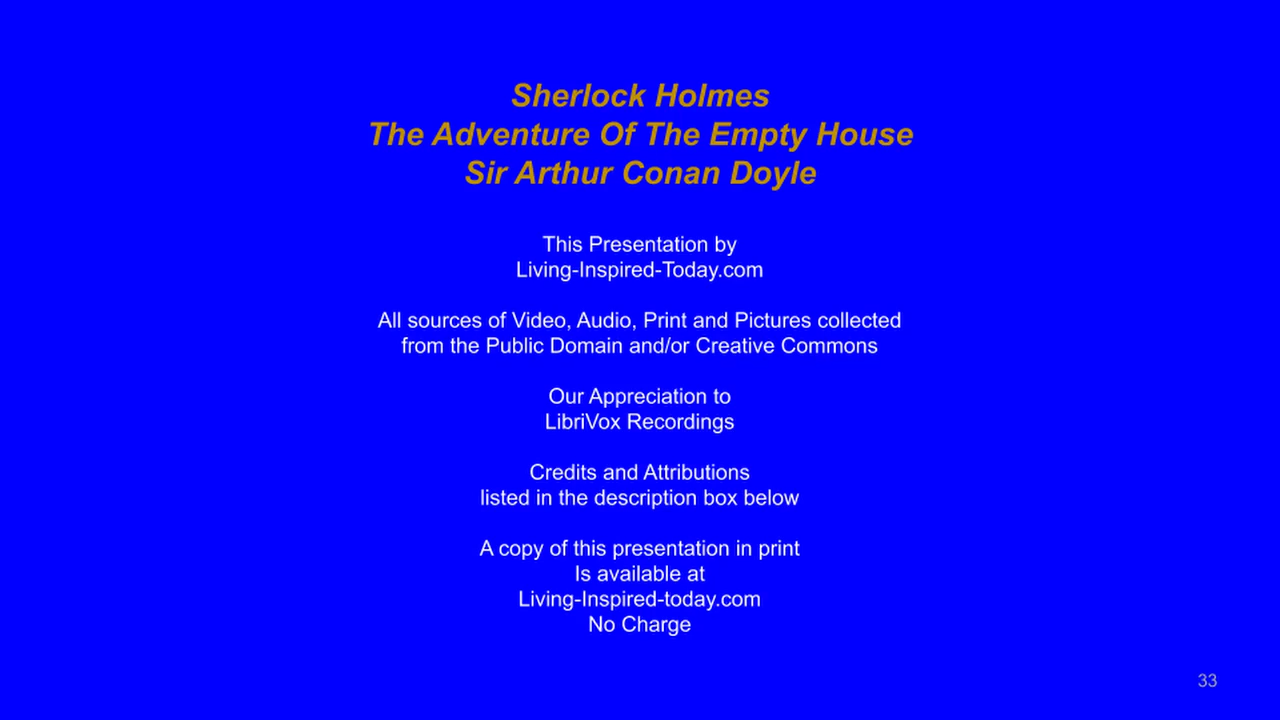 Sherlock Holmes
The Adventure Of The Empty House
Sir Arthur Conan Doyle
This Presentation by
Living-Inspired-Today.com
All sources of Video, Audio, Print and Pictures collected
from the Public Domain and/or Creative Commons
Our Appreciation to
LibriVox Recordings
Credits and Attributions
listed in the description box below
A copy of this presentation in print
Is available at
Living-Inspired-today.com
No Charge
33